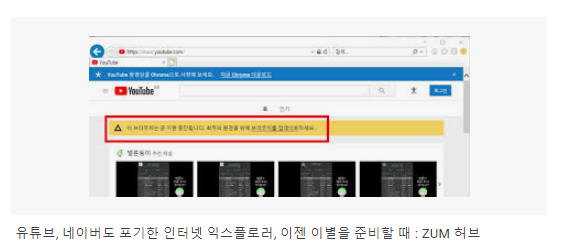 https://www.youtube.com/
검색...
YouTube
YouTube 동영상을 Chrome으로 시청해 보세요. 지금 Chrome 다운로드
YouTube
로그인
인기
이 브라우저는 곧 지원 중단됩니다. 최적의 환경을 위해 브라우저를 업데이트하세요.
추천 채널
유튜브, 네이버도 포기한 인터넷 익스플로러, 이젠 이별을 준비할 때 : ZUM 허브